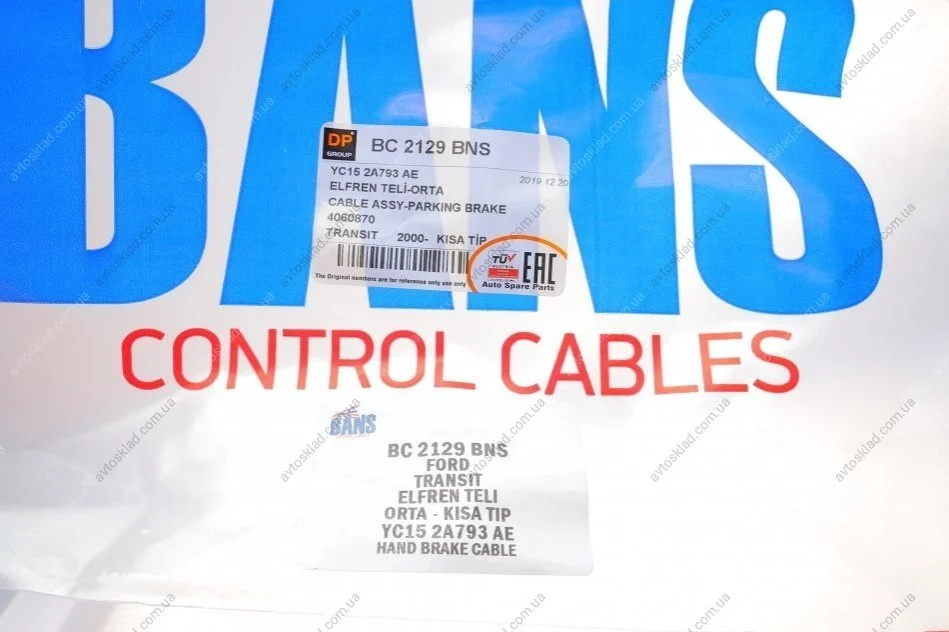 BANS
DP
GROUP
BC 2129 BNS
YC15 2A793 AE
2019.12.20
ELFREN TELİ-ORTA
CABLE ASSY-PARKING BRAKE
4060870
TRANSIT 2000- KISA TİP
The Original numbers are for reference only use only
TÜV
EAC
Auto Spare Parts
CONTROL CABLES
BANS
BC 2129 BNS
FORD
TRANSIT
ELFREN TELI
ORTA - KISA TIP
YC15 2A793 AE
HAND BRAKE CABLE
avtosklad.com.ua